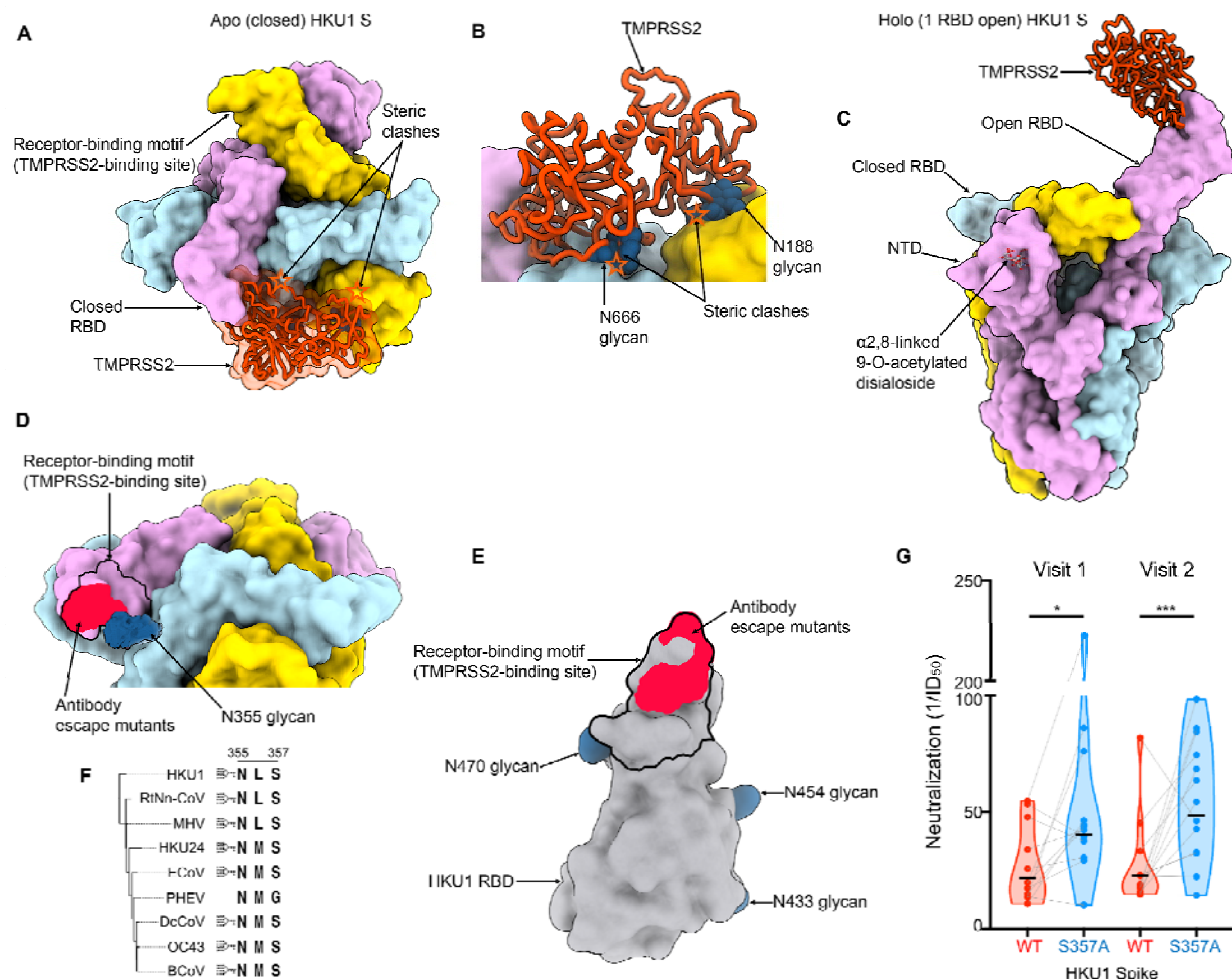 Apo (closed) HKU1 S
A
Receptor-binding motif
(TMPRSS2-binding site)
Steric
clashes
Closed
RBD
TMPRSS2
B
TMPRSS2
N188
glycan
N666
glycan
Steric clashes
Holo (1 RBD open) HKU1 S
C
TMPRSS2
Open RBD
Closed RBD
NTD
α2,8-linked
9-O-acetylated
disialoside
D
Receptor-binding motif
(TMPRSS2-binding site)
Antibody
escape mutants
N355 glycan
E
Antibody
escape mutants
Receptor-binding motif
(TMPRSS2-binding site)
N470 glycan
N454 glycan
HKU1 RBD
N433 glycan
F
355 357
HKU1 N L S
RtNn-CoV N L S
MHV N L S
HKU24 N M S
ECoV N M S
PHEV N M G
DcCoV N M S
OC43 N M S
BCoV N M S
G
Visit 1 Visit 2
* ***
Neutralization (1/ID50)
250
200
100
50
0
WT S357A WT S357A
HKU1 Spike